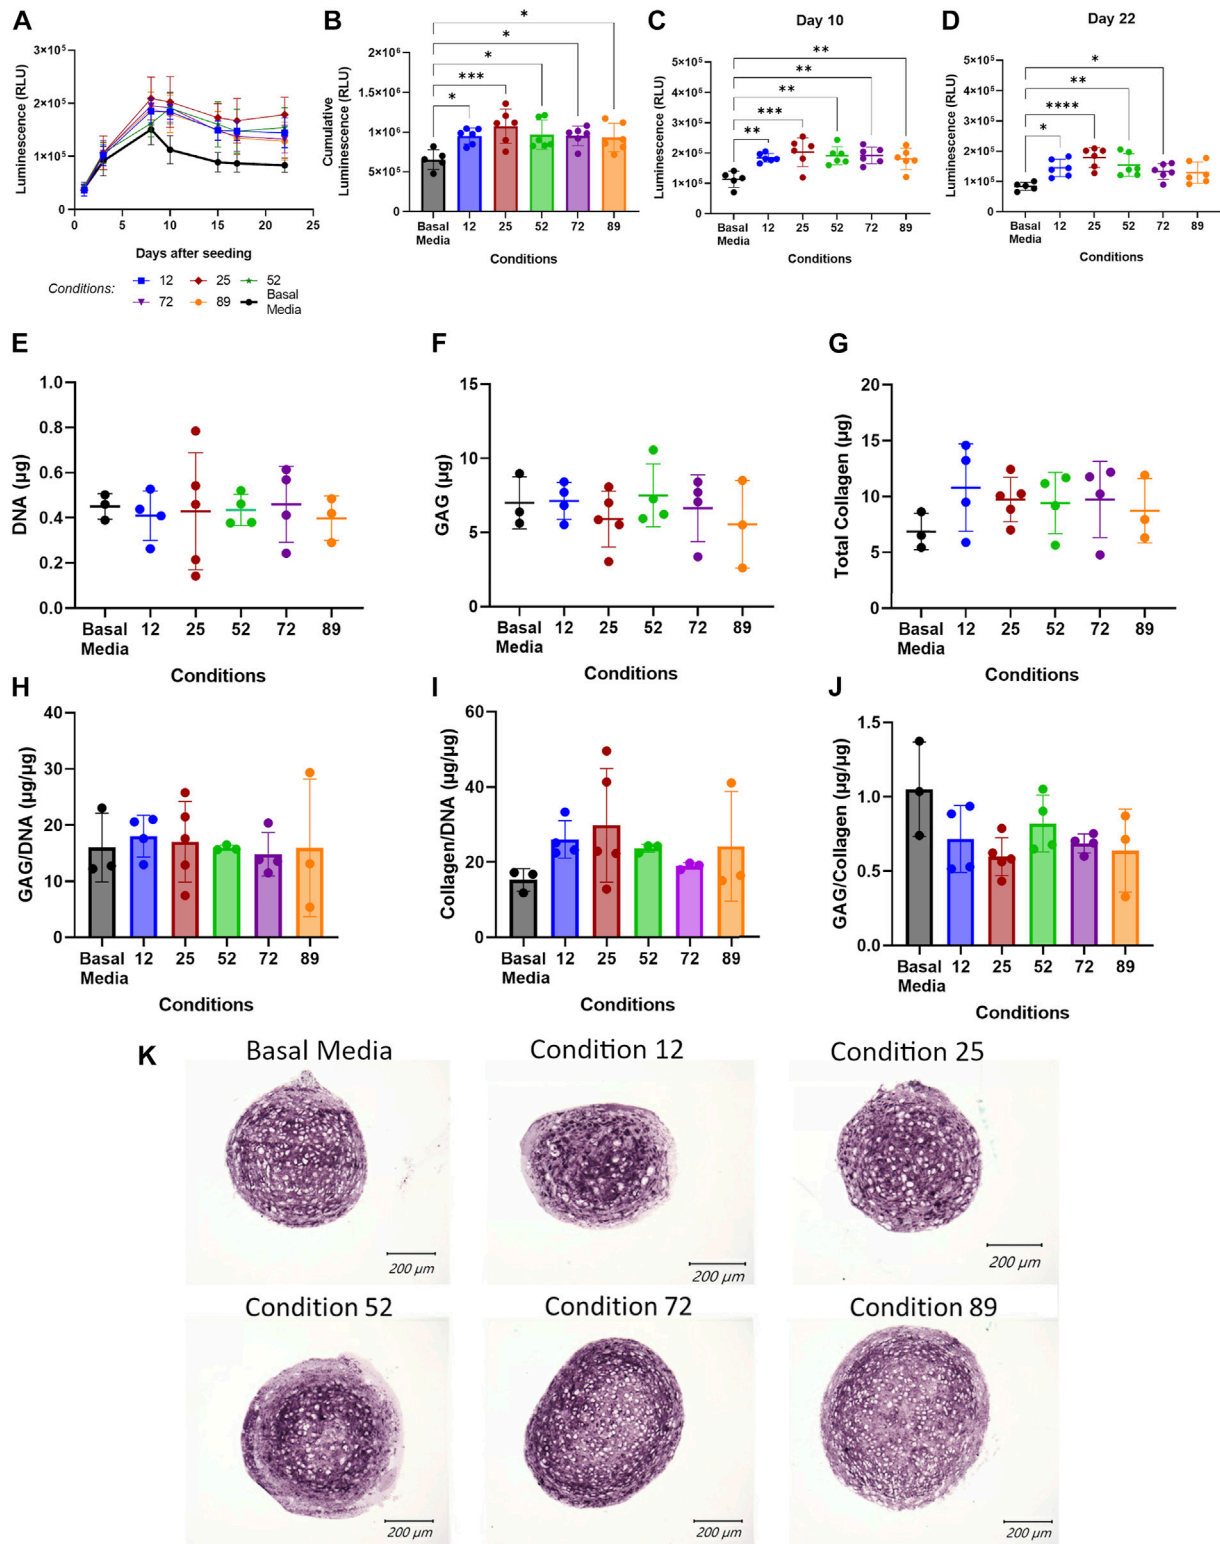 A
Luminescence (RLU)
3×10⁵
2×10⁵
1×10⁵
0
0 5 10 15 20 25
Days after seeding
Conditions:
12 25 52
72 89 Basal
Media
B
Cumulative
Luminescence (RLU)
2×10⁶
1.5×10⁶
1×10⁶
5×10⁵
0
*
*
*
***
*
Basal
Media
12 25 52 72 89
Conditions
C
Day 10
Luminescence (RLU)
5×10⁵
4×10⁵
3×10⁵
2×10⁵
1×10⁵
0
**
**
**
***
**
Basal
Media
12 25 52 72 89
Conditions
D
Day 22
Luminescence (RLU)
5×10⁵
4×10⁵
3×10⁵
2×10⁵
1×10⁵
0
*
**
****
*
Basal
Media
12 25 52 72 89
Conditions
E
DNA (µg)
1.0
0.8
0.6
0.4
0.2
0.0
Basal
Media
12 25 52 72 89
Conditions
F
GAG (µg)
15
10
5
0
Basal
Media
12 25 52 72 89
Conditions
G
Total Collagen (µg)
20
15
10
5
0
Basal
Media
12 25 52 72 89
Conditions
H
GAG/DNA (µg/µg)
40
30
20
10
0
Basal
Media
12 25 52 72 89
Conditions
I
Collagen/DNA (µg/µg)
60
40
20
0
Basal
Media
12 25 52 72 89
Conditions
J
GAG/Collagen (µg/µg)
1.5
1.0
0.5
0.0
Basal
Media
12 25 52 72 89
Conditions
K
Basal Media
Condition 12
Condition 25
200 µm
200 µm
200 µm
Condition 52
Condition 72
Condition 89
200 µm
200 µm
200 µm